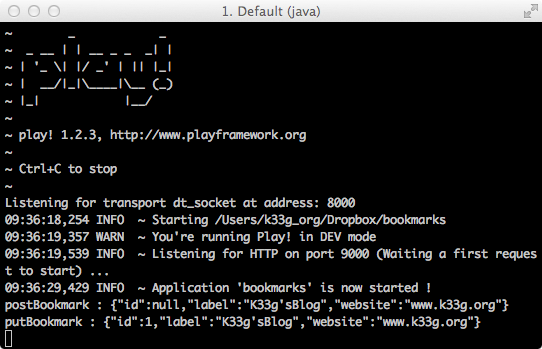 1. Default (java)
~        _            _
~  _ __ | | __ _ _  _| |
~ | '_ \| |/ _' | || |_|
~ |  __/|_|\____|\__ (_)
~ |_|            |__/
~
~ play! 1.2.3, http://www.playframework.org
~
~ Ctrl+C to stop
~
Listening for transport dt_socket at address: 8000
09:36:18,254 INFO  ~ Starting /Users/k33g_org/Dropbox/bookmarks
09:36:19,357 WARN  ~ You're running Play! in DEV mode
09:36:19,539 INFO  ~ Listening for HTTP on port 9000 (Waiting a first reques
t to start) ...
09:36:29,429 INFO  ~ Application 'bookmarks' is now started !
postBookmark : {"id":null,"label":"K33g'sBlog","website":"www.k33g.org"}
putBookmark : {"id":1,"label":"K33g'sBlog","website":"www.k33g.org"}